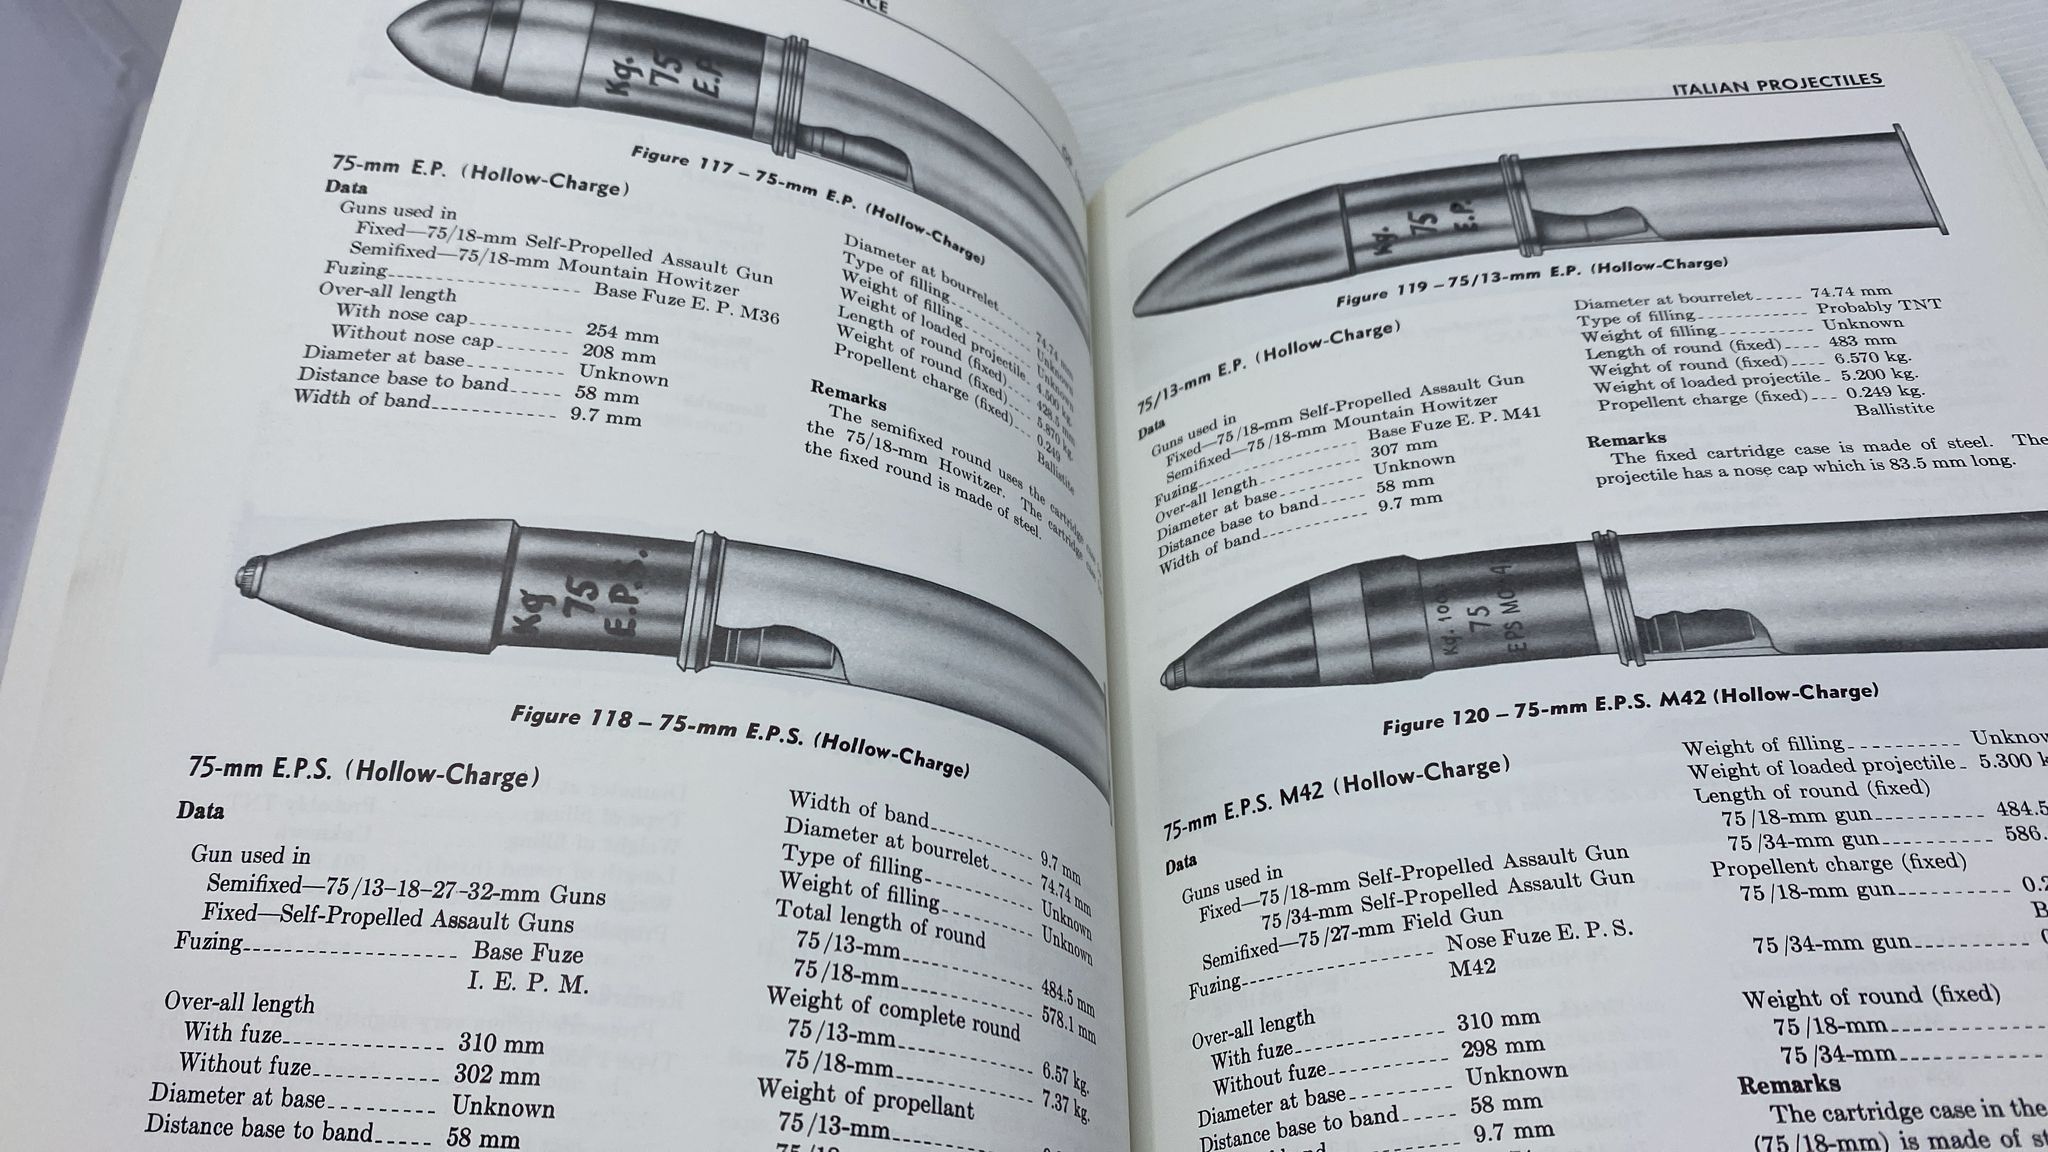 Kg.
75
E.P.
Figure 117 – 75-mm E.P. (Hollow-Charge)
75-mm E.P. (Hollow-Charge)
Data
Guns used in
Fixed—75/18-mm Self-Propelled Assault Gun
Semifixed—75/18-mm Mountain Howitzer
Fuzing Base Fuze E. P. M36
Over-all length
With nose cap 254 mm
Without nose cap 208 mm
Diameter at base Unknown
Distance base to band 58 mm
Width of band 9.7 mm
Diameter at bourrelet 74.74 mm
Type of filling Unknown
Weight of filling Unknown
Weight of loaded projectile 4.500 kg.
Length of round (fixed) 428.5 mm
Weight of round (fixed) 5.870 kg.
Propellent charge (fixed) 0.249
Ballistite
Remarks
The semifixed round uses the cartridge
the 75/18-mm Howitzer. The cartridge
the fixed round is made of steel.
Kg
75
E.P.S.
Figure 118 – 75-mm E.P.S. (Hollow-Charge)
75-mm E.P.S. (Hollow-Charge)
Data
Gun used in
Semifixed—75/13–18–27–32-mm Guns
Fixed—Self-Propelled Assault Guns
Fuzing Base Fuze
I. E. P. M.
Over-all length
With fuze 310 mm
Without fuze 302 mm
Diameter at base Unknown
Distance base to band 58 mm
Width of band 9.7 mm
Diameter at bourrelet 74.74 mm
Type of filling Unknown
Weight of filling Unknown
Total length of round
75/13-mm 484.5 mm
75/18-mm 578.1 mm
Weight of complete round
75/13-mm 6.57 kg.
75/18-mm 7.37 kg.
Weight of propellant
75/13-mm
ITALIAN PROJECTILES
Kg.
75
E.P.
Figure 119 – 75/13-mm E.P. (Hollow-Charge)
75/13-mm E.P. (Hollow-Charge)
Data
Guns used in
Fixed—75/18-mm Self-Propelled Assault Gun
Semifixed—75/18-mm Mountain Howitzer
Fuzing Base Fuze E. P. M41
Over-all length 307 mm
Diameter at base Unknown
Distance base to band 58 mm
Width of band 9.7 mm
Diameter at bourrelet 74.74 mm
Type of filling Probably TNT
Weight of filling Unknown
Length of round (fixed) 483 mm
Weight of round (fixed) 6.570 kg.
Weight of loaded projectile 5.200 kg.
Propellent charge (fixed) 0.249 kg.
Ballistite
Remarks
The fixed cartridge case is made of steel. The
projectile has a nose cap which is 83.5 mm long.
Kg.
75
EPS
Figure 120 – 75-mm E.P.S. M42 (Hollow-Charge)
75-mm E.P.S. M42 (Hollow-Charge)
Data
Guns used in
Fixed—75/18-mm Self-Propelled Assault Gun
75/34-mm Self-Propelled Assault Gun
Semifixed—75/27-mm Field Gun
Fuzing Nose Fuze E. P. S.
M42
Over-all length
With fuze 310 mm
Without fuze 298 mm
Diameter at base Unknown
Distance base to band 58 mm
9.7 mm
Weight of filling
Weight of loaded projectile 5.300
Length of round (fixed)
75/18-mm gun 484.5
75/34-mm gun 586.
Propellent charge (fixed)
75/18-mm gun
75/34-mm gun
Weight of round (fixed)
75/18-mm
75/34-mm
Remarks
The cartridge case in the
(75/18-mm) is made of